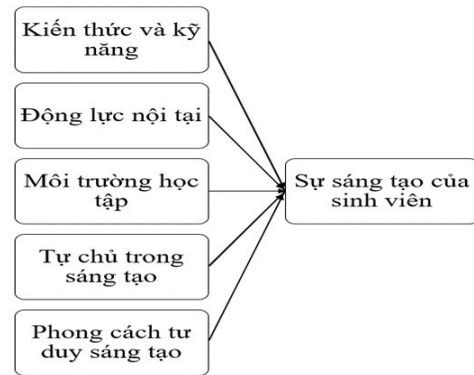 Kiến thức và kỹ
năng
Động lực nội tại
Môi trường học
tập
Tự chủ trong
sáng tạo
Phong cách tư
duy sáng tạo
Sự sáng tạo của
sinh viên